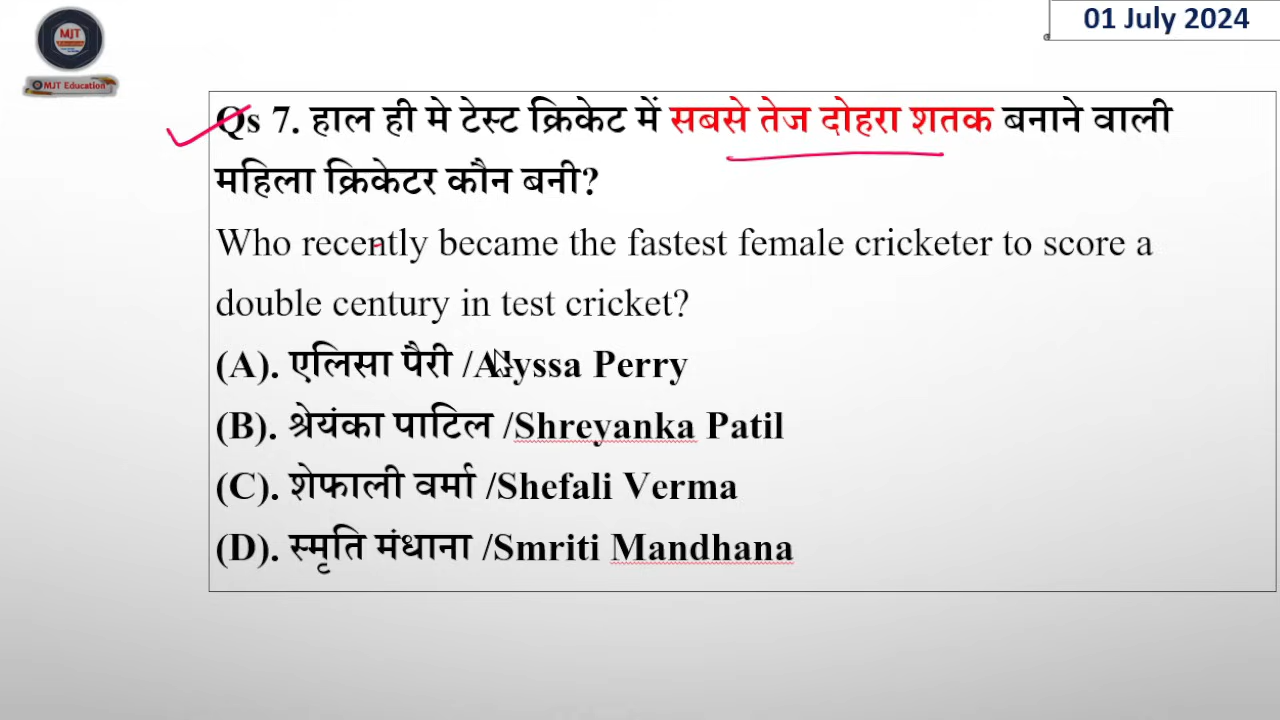 MJT
Education
MJT Education
01 July 2024
Qs 7. हाल ही मे टेस्ट क्रिकेट में सबसे तेज दोहरा शतक बनाने वाली
महिला क्रिकेटर कौन बनी?
Who recently became the fastest female cricketer to score a
double century in test cricket?
(A). एलिसा पैरी /Alyssa Perry
(B). श्रेयंका पाटिल /Shreyanka Patil
(C). शेफाली वर्मा /Shefali Verma
(D). स्मृति मंधाना /Smriti Mandhana